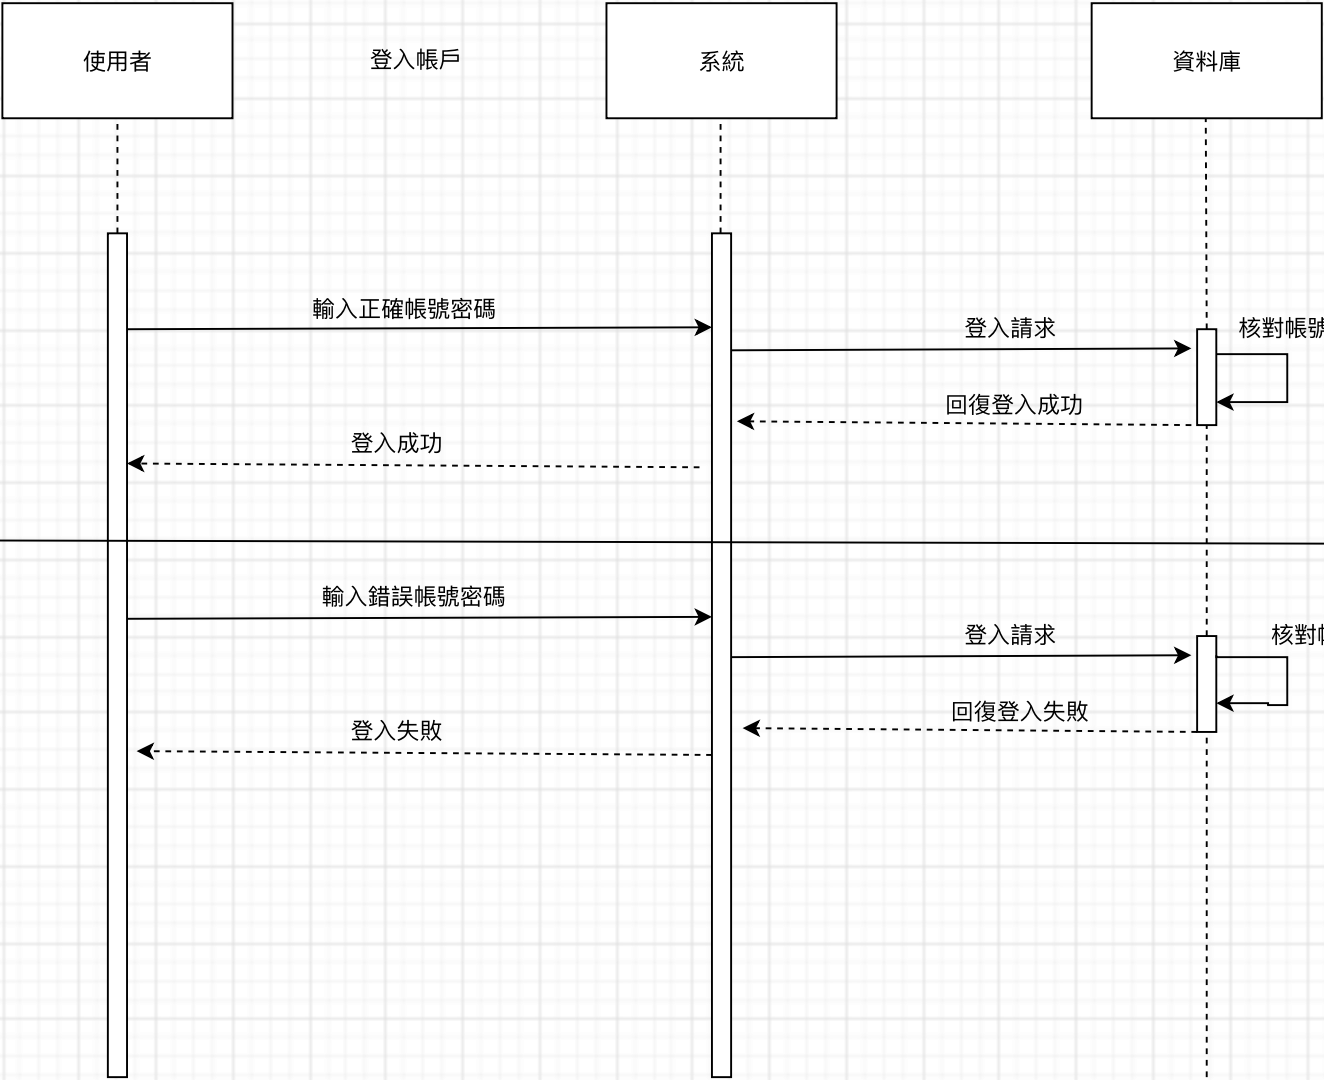 使用者
登入帳戶
系統
資料庫
輸入正確帳號密碼
登入請求
核對帳號
回復登入成功
登入成功
輸入錯誤帳號密碼
登入請求
核對
回復登入失敗
登入失敗